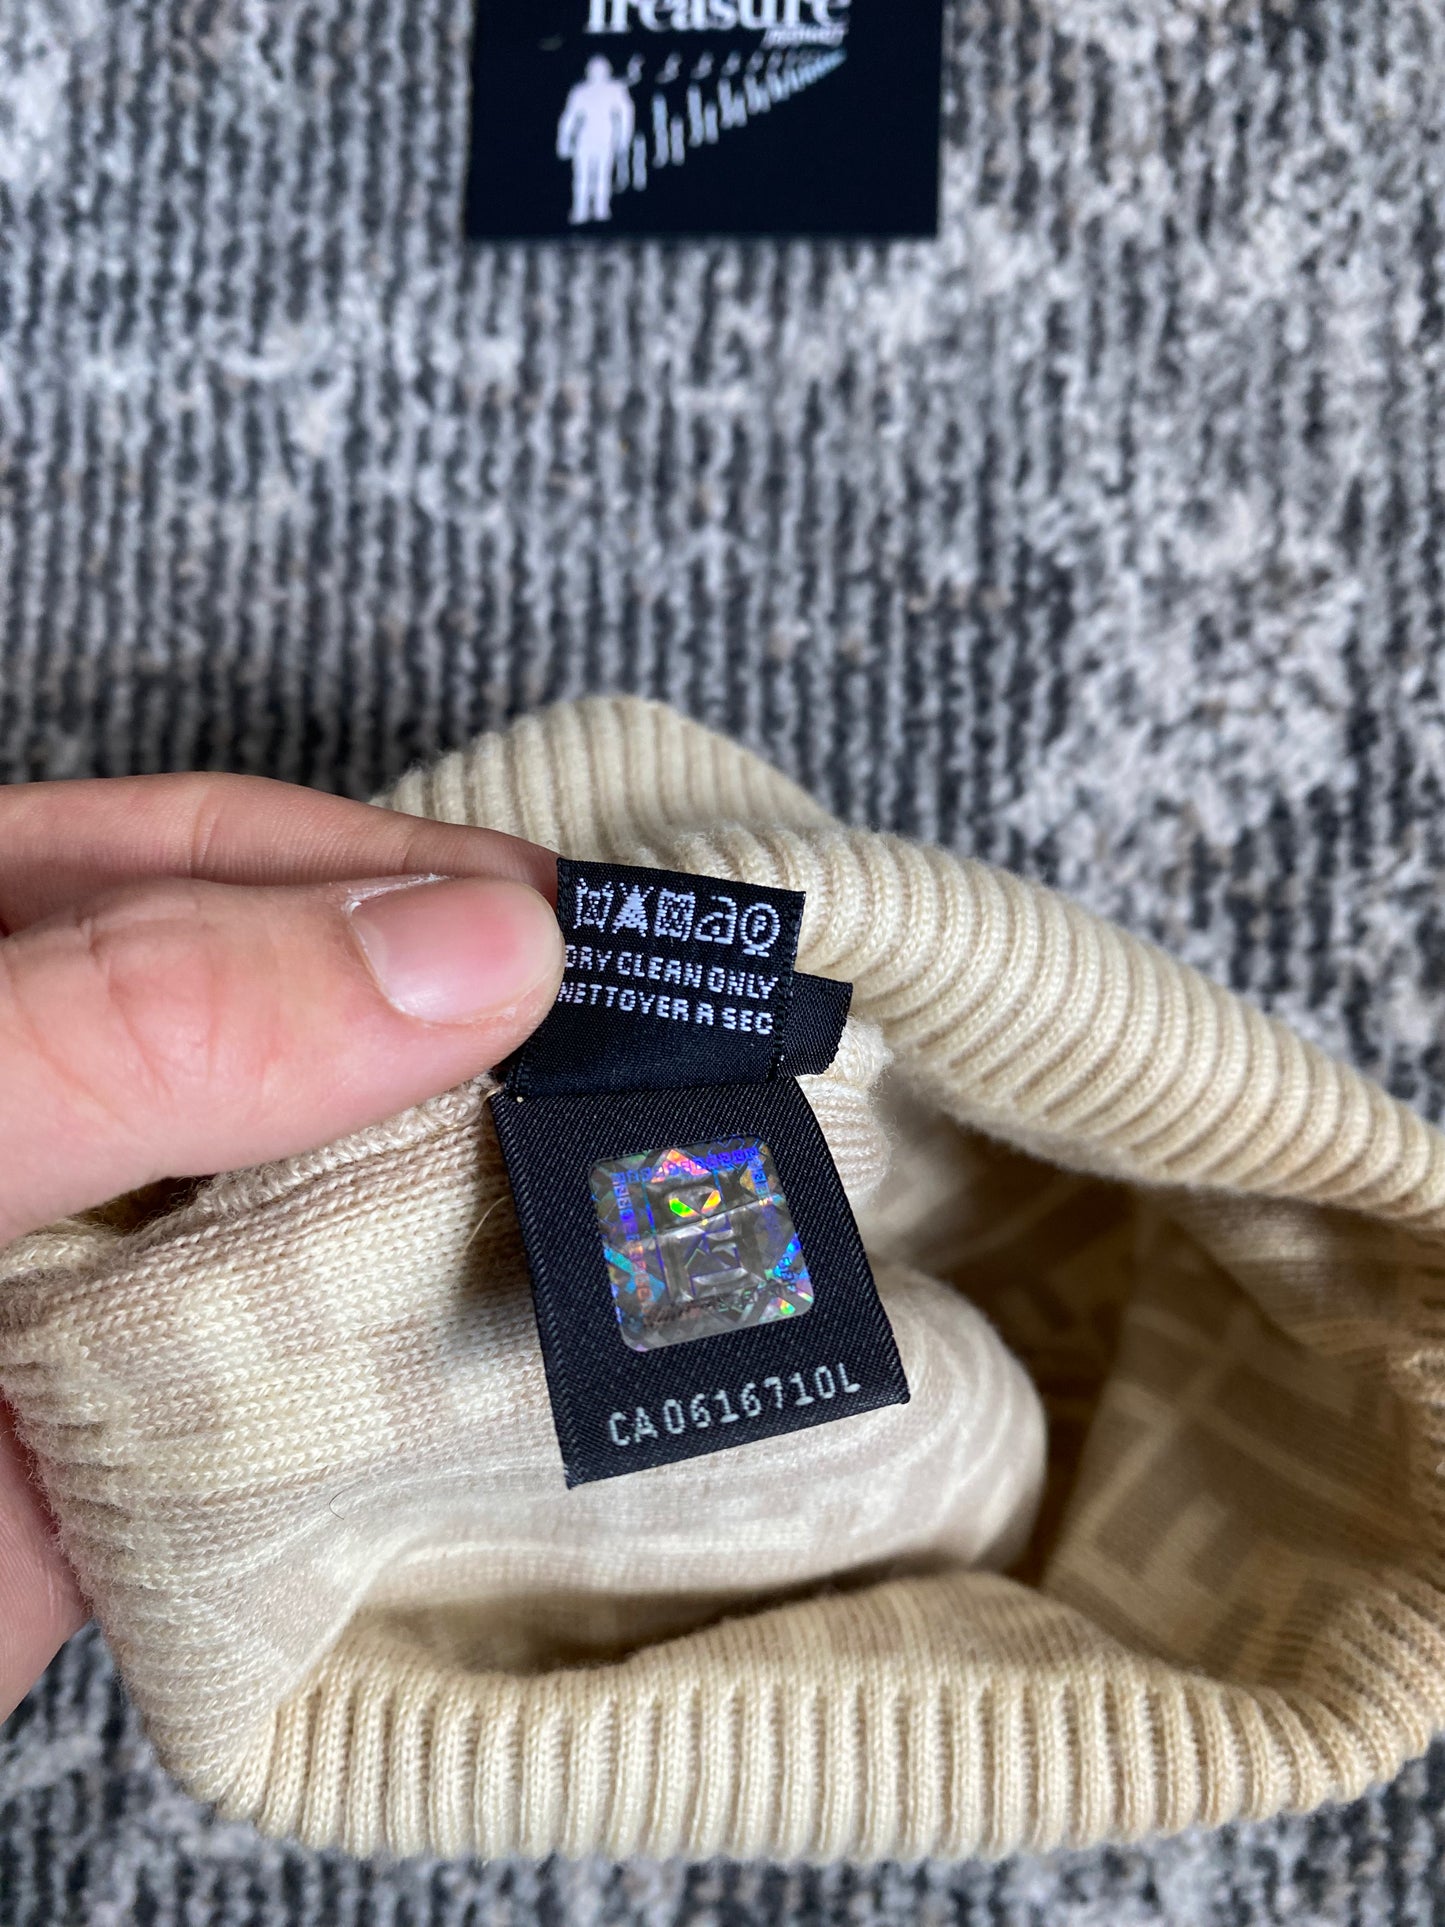 Treasure
DRY CLEAN ONLY
NETTOYER A SEC
CA0616710L